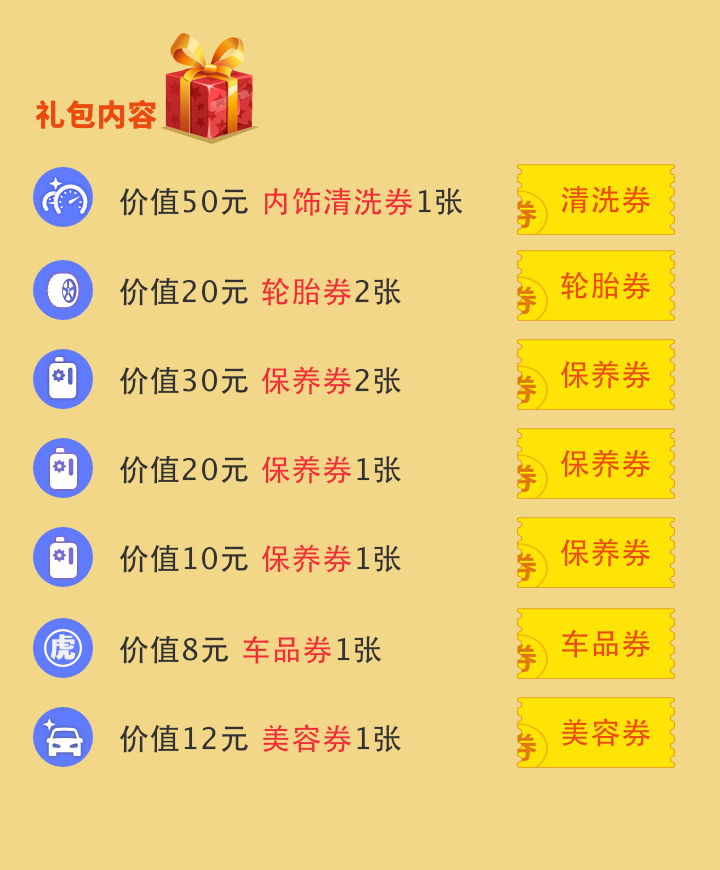 礼包内容
价值50元 内饰清洗券1张
券 清洗券
价值20元 轮胎券2张
券 轮胎券
价值30元 保养券2张
券 保养券
价值20元 保养券1张
券 保养券
价值10元 保养券1张
券 保养券
虎
价值8元 车品券1张
券 车品券
价值12元 美容券1张
券 美容券